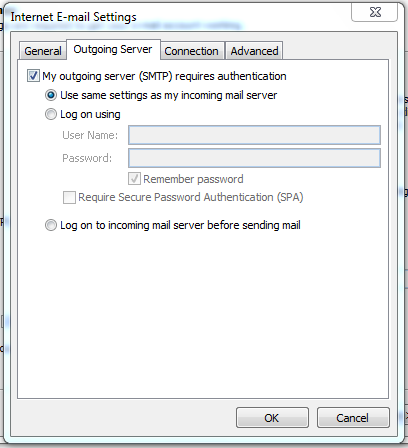 Internet E-mail Settings
General Outgoing Server Connection Advanced
My outgoing server (SMTP) requires authentication
Use same settings as my incoming mail server
Log on using
User Name:
Password:
Remember password
Require Secure Password Authentication (SPA)
Log on to incoming mail server before sending mail
OK Cancel